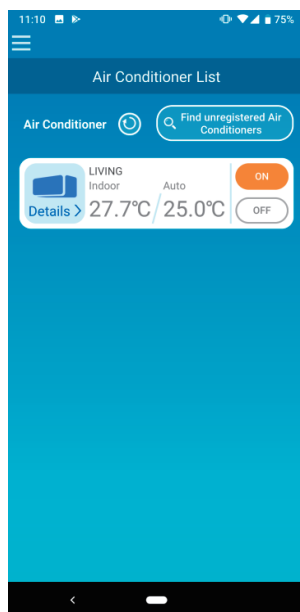 11:10 75%
Air Conditioner List
Air Conditioner
Find unregistered Air
Conditioners
LIVING
Indoor Auto
27.7℃ 25.0℃
Details >
ON
OFF